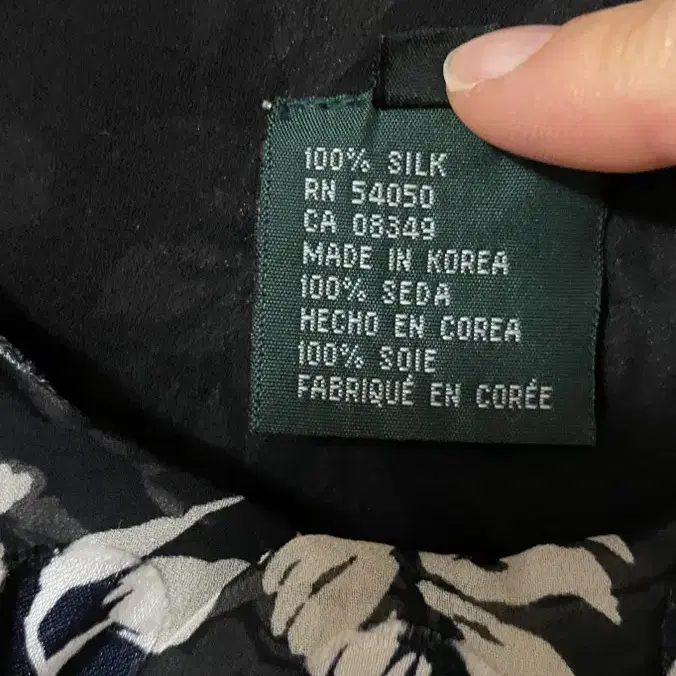 100% SILK
RN 54050
CA 08349
MADE IN KOREA
100% SEDA
HECHO EN COREA
100% SOIE
FABRIQUÉ EN CORÉE